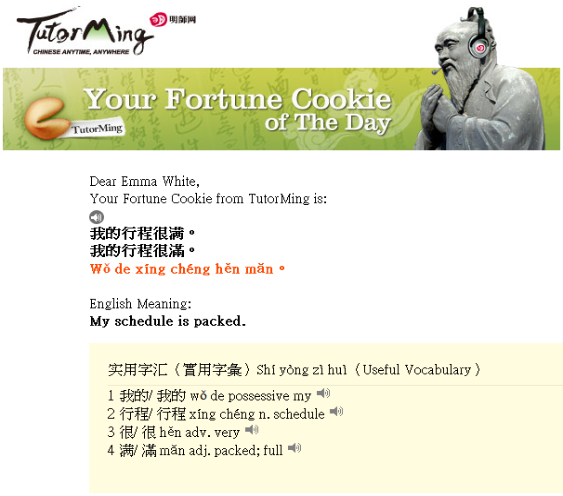 TutorMing 明師网
CHINESE ANYTIME, ANYWHERE
Your Fortune Cookie
of The Day
TutorMing
Dear Emma White,
Your Fortune Cookie from TutorMing is:
我的行程很满。
我的行程很滿。
Wǒ de xíng chéng hěn mǎn。
English Meaning:
My schedule is packed.
实用字汇（實用字彙）Shí yòng zì huì（Useful Vocabulary）
1 我的/ 我的 wǒ de possessive my
2 行程/ 行程 xíng chéng n. schedule
3 很/ 很 hěn adv. very
4 满/ 滿 mǎn adj. packed; full